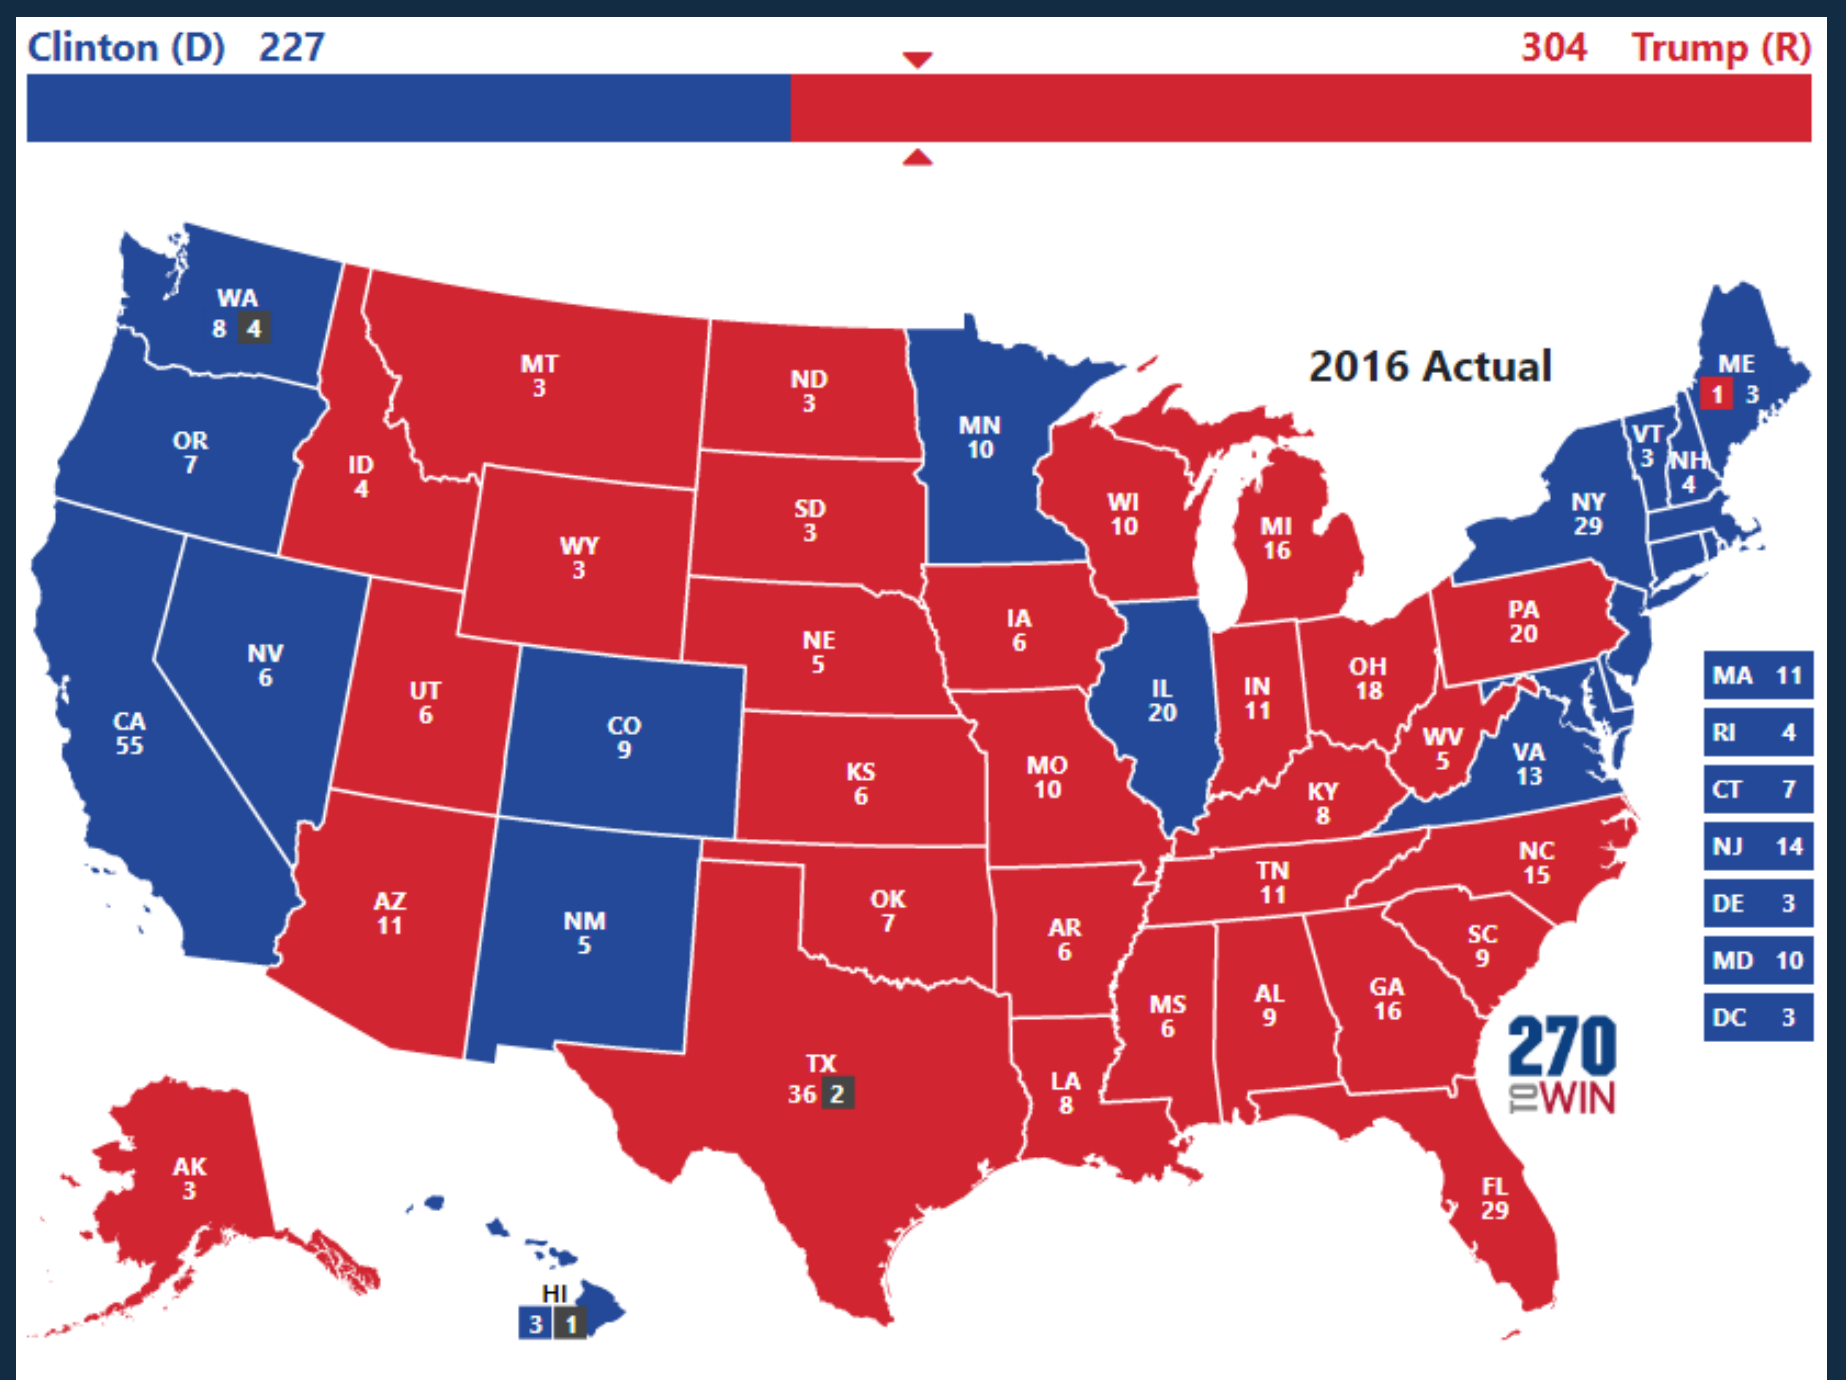 Clinton (D) 227
304 Trump (R)
2016 Actual
WA
8 4
MT
3
ND
3
MN
10
ME
1 3
OR
7
ID
4
VT
3
NH
4
SD
3
WI
10
NY
29
MI
16
WY
3
IA
6
PA
20
NE
5
NV
6
UT
6
OH
18
IL
20
IN
11
CA
55
CO
9
WV
5
VA
13
KS
6
MO
10
KY
8
MA 11
RI 4
CT 7
NJ 14
DE 3
MD 10
DC 3
NC
15
TN
11
AZ
11
OK
7
NM
5
AR
6
SC
9
MS
6
AL
9
GA
16
TX
36 2
LA
8
270
TO WIN
AK
3
FL
29
HI
3 1